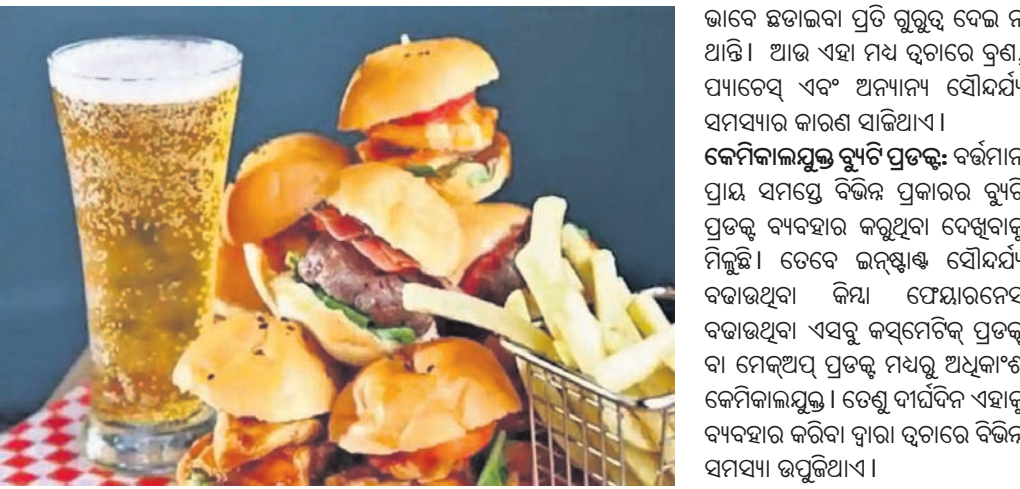 ଭାବେ ଛଡାଇବା ପ୍ରତି ଗୁରୁତ୍ୱ ଦେଇ ନ
ଥାନ୍ତି। ଆଉ ଏହା ମଧ୍ୟ ତ୍ୱଚାରେ ବ୍ରଣ,
ପ୍ୟାଚେସ୍ ଏବଂ ଅନ୍ୟାନ୍ୟ ସୌନ୍ଦର୍ଯ୍ୟ
ସମସ୍ୟାର କାରଣ ସାଜିଥାଏ।
କେମିକାଲଯୁକ୍ତ ବ୍ୟୁଟି ପ୍ରଡକ୍ଟ: ବର୍ତ୍ତମାନ
ପ୍ରାୟ ସମସ୍ତେ ବିଭିନ୍ନ ପ୍ରକାରର ବ୍ୟୁଟି
ପ୍ରଡକ୍ଟ ବ୍ୟବହାର କରୁଥିବା ଦେଖିବାକୁ
ମିଳୁଛି। ତେବେ ଇନ୍‌ଷ୍ଟାଣ୍ଟ ସୌନ୍ଦର୍ଯ୍ୟ
ବଢାଉଥିବା କିମ୍ବା ଫେୟାରନେସ
ବଢାଉଥିବା ଏସବୁ କସ୍‌ମେଟିକ୍ ପ୍ରଡକ୍ଟ
ବା ମେକ୍‌ଅପ୍ ପ୍ରଡକ୍ଟ ମଧ୍ୟରୁ ଅଧିକାଂଶ
କେମିକାଲଯୁକ୍ତ। ତେଣୁ ଦୀର୍ଘଦିନ ଏହାକୁ
ବ୍ୟବହାର କରିବା ଦ୍ୱାରା ତ୍ୱଚାରେ ବିଭିନ୍ନ
ସମସ୍ୟା ଉପୁଜିଥାଏ।